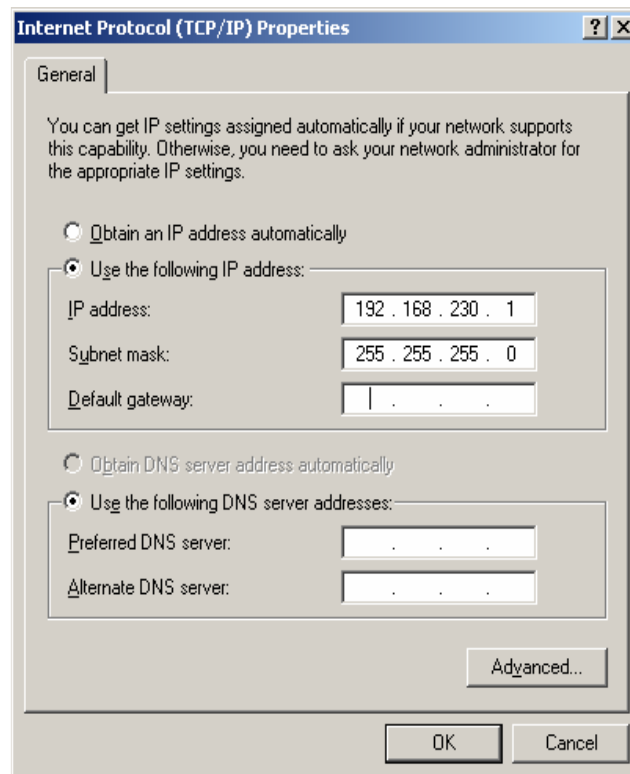 Internet Protocol (TCP/IP) Properties
General
You can get IP settings assigned automatically if your network supports
this capability. Otherwise, you need to ask your network administrator for
the appropriate IP settings.
Obtain an IP address automatically
Use the following IP address:
IP address: 192 . 168 . 230 . 1
Subnet mask: 255 . 255 . 255 . 0
Default gateway: . . .
Obtain DNS server address automatically
Use the following DNS server addresses:
Preferred DNS server: . . .
Alternate DNS server: . . .
Advanced...
OK Cancel